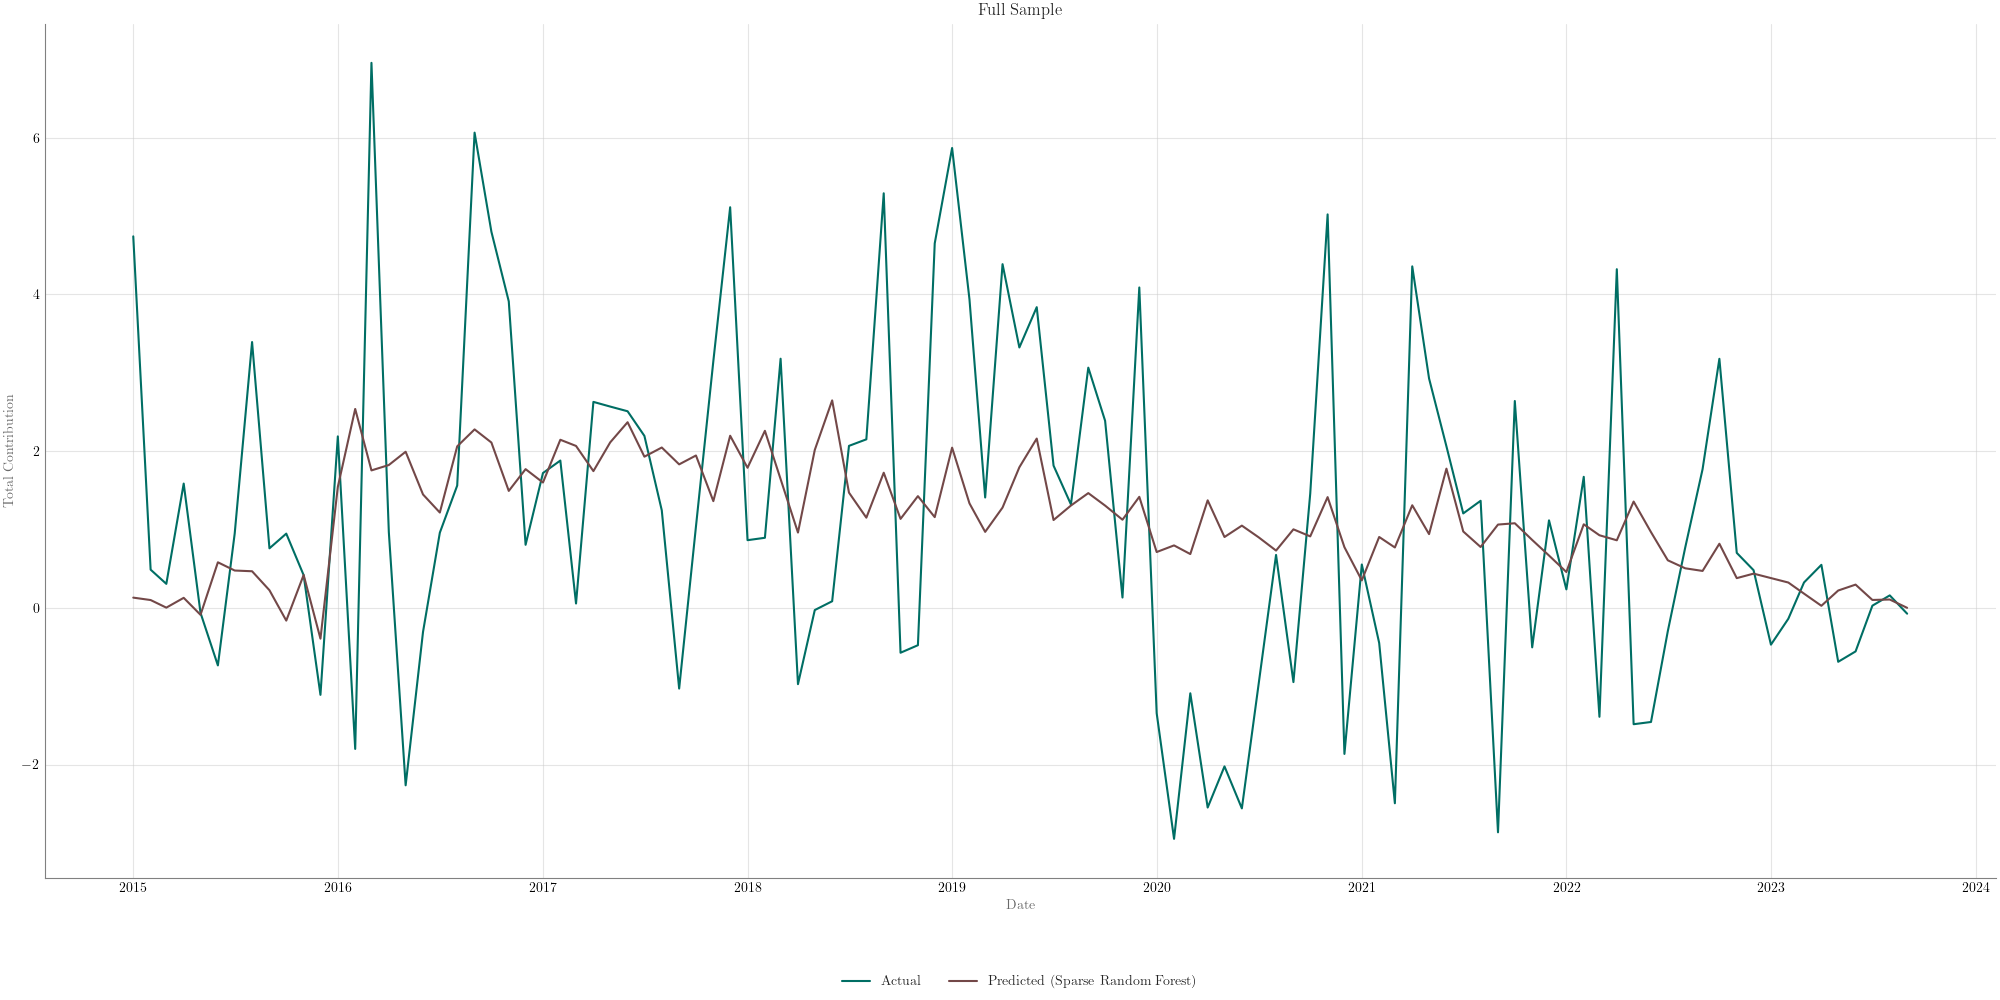 Full Sample
Total Contribution
6
4
2
0
−2
2015 2016 2017 2018 2019 2020 2021 2022 2023 2024
Date
Actual Predicted (Sparse Random Forest)